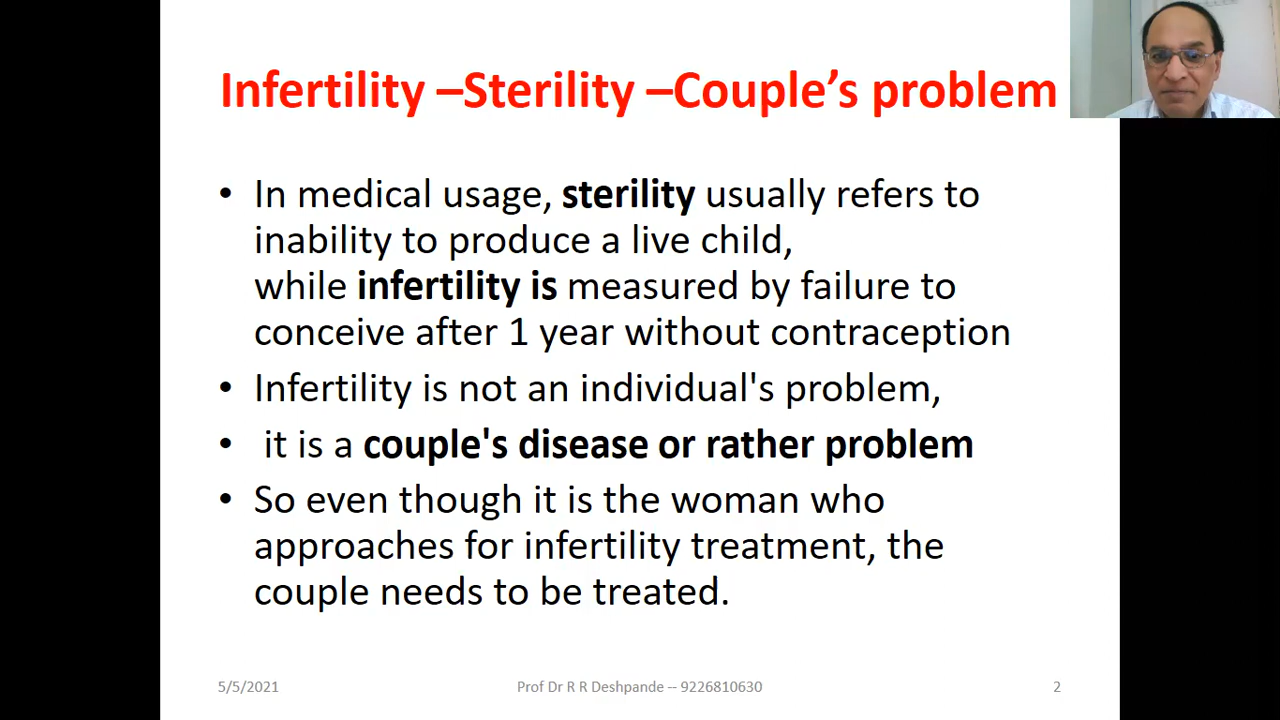 Infertility –Sterility –Couple’s problem
• In medical usage, sterility usually refers to
inability to produce a live child,
while infertility is measured by failure to
conceive after 1 year without contraception
• Infertility is not an individual's problem,
• it is a couple's disease or rather problem
• So even though it is the woman who
approaches for infertility treatment, the
couple needs to be treated.
5/5/2021 Prof Dr R R Deshpande -- 9226810630 2